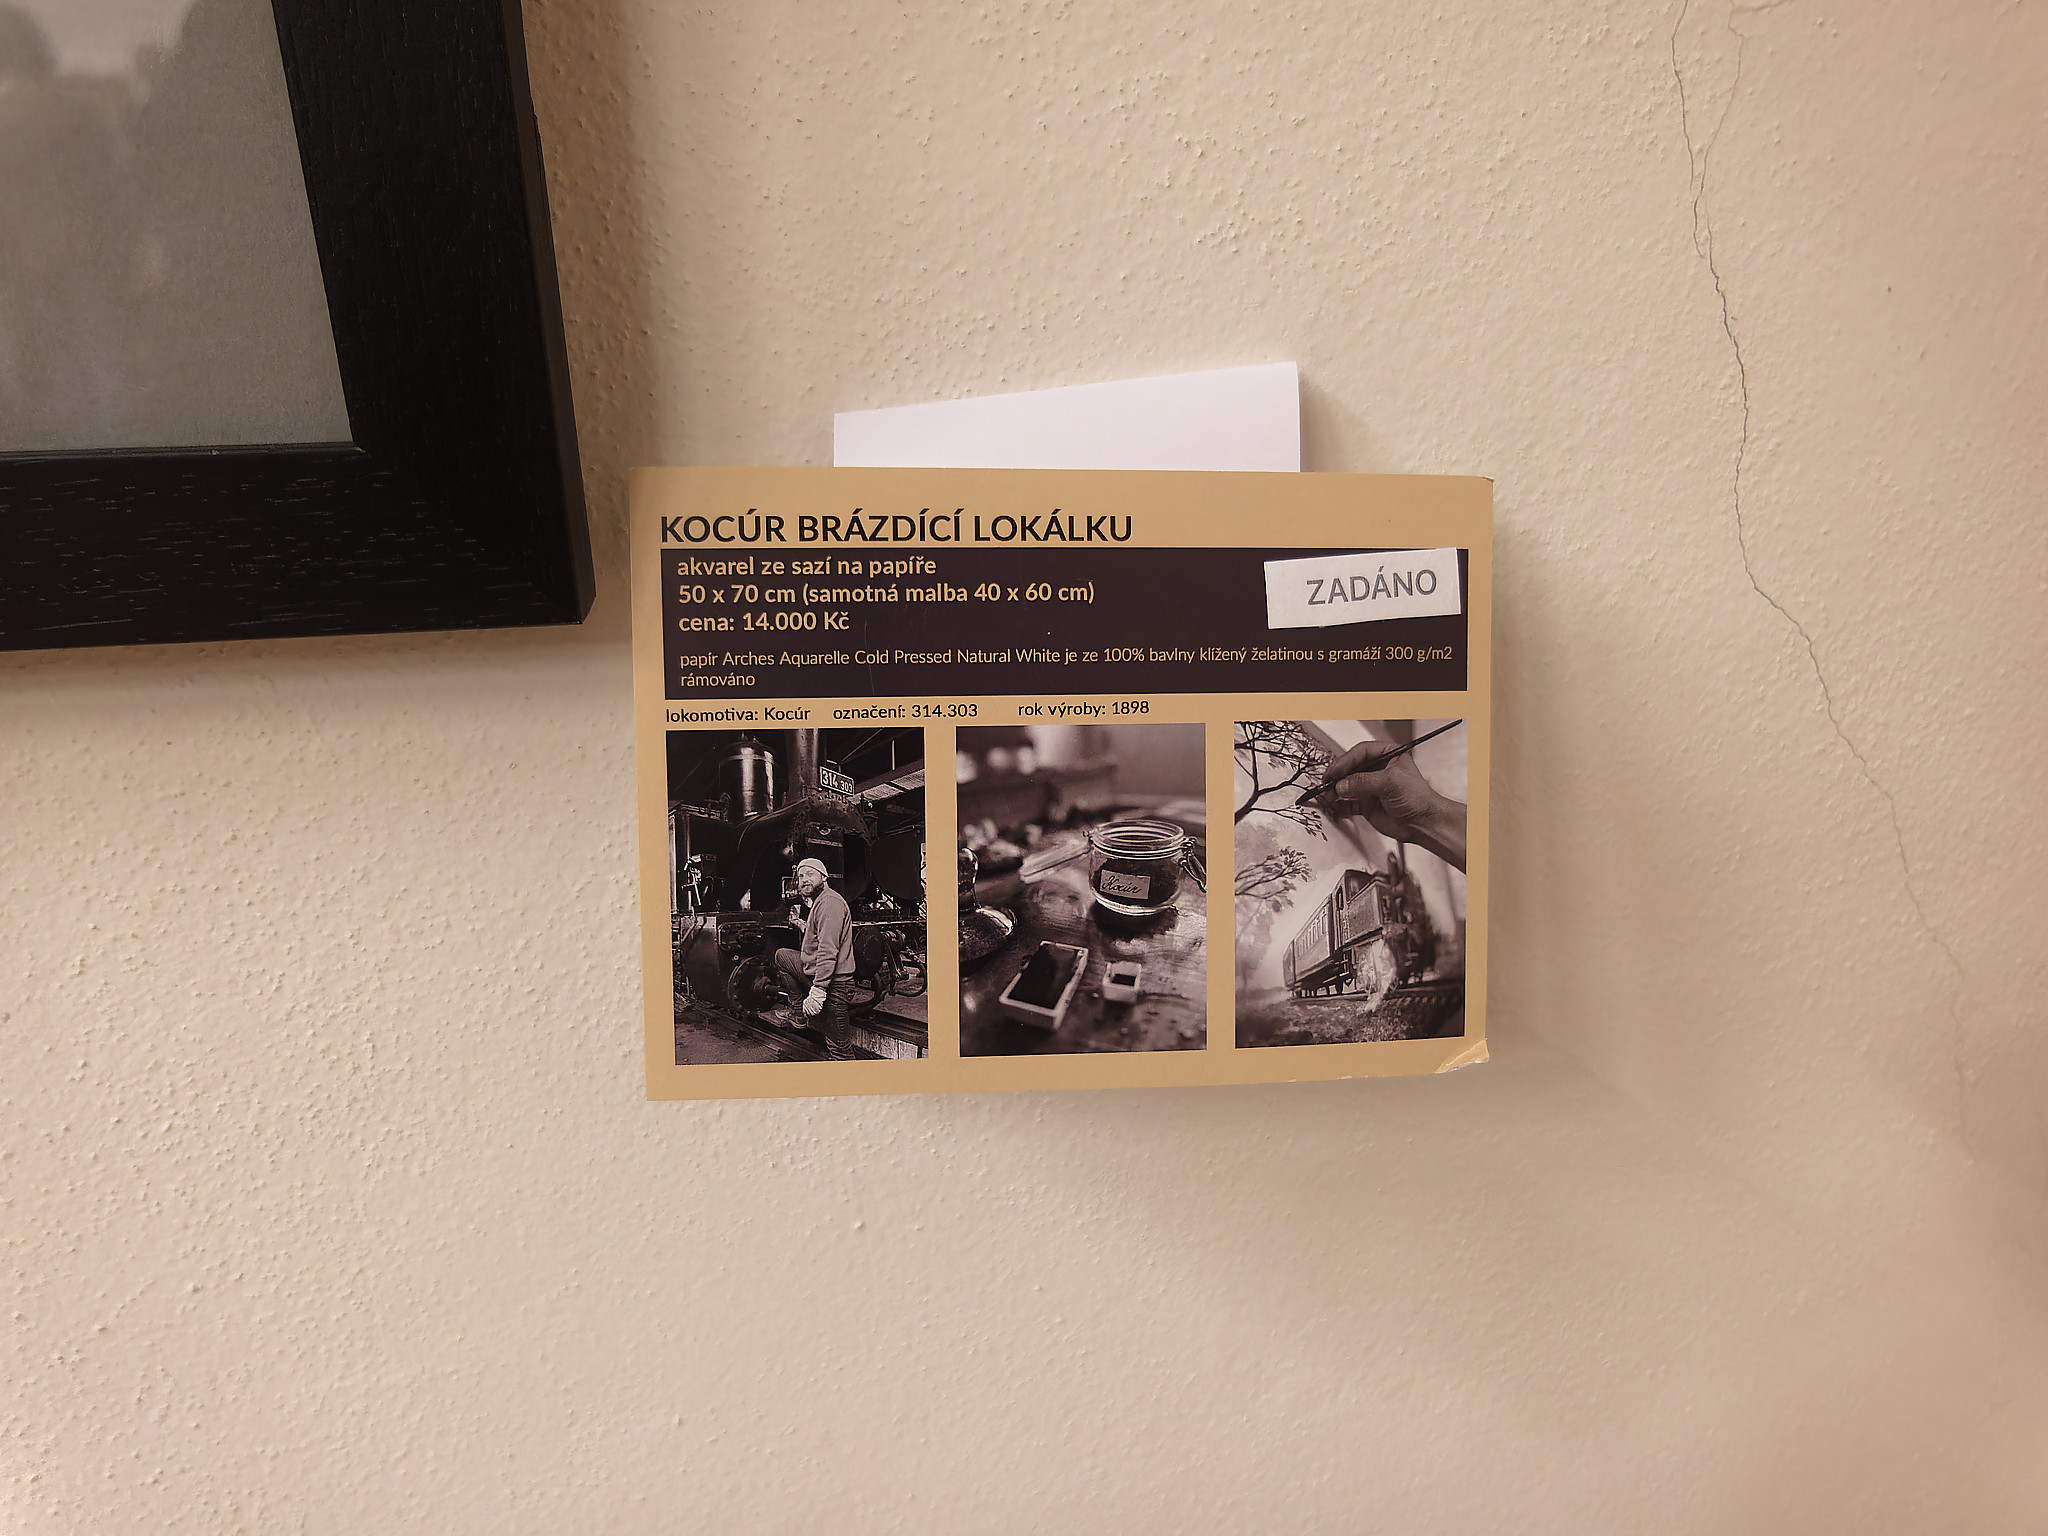 KOCÚR BRÁZDÍCÍ LOKÁLKU
akvarel ze sazí na papíře
50 x 70 cm (samotná malba 40 x 60 cm)
cena: 14.000 Kč
ZADÁNO
papír Arches Aquarelle Cold Pressed Natural White je ze 100% bavlny klížený želatinou s gramáží 300 g/m2
rámováno
lokomotiva: Kocúr označení: 314.303 rok výroby: 1898
314.303
Kocúr